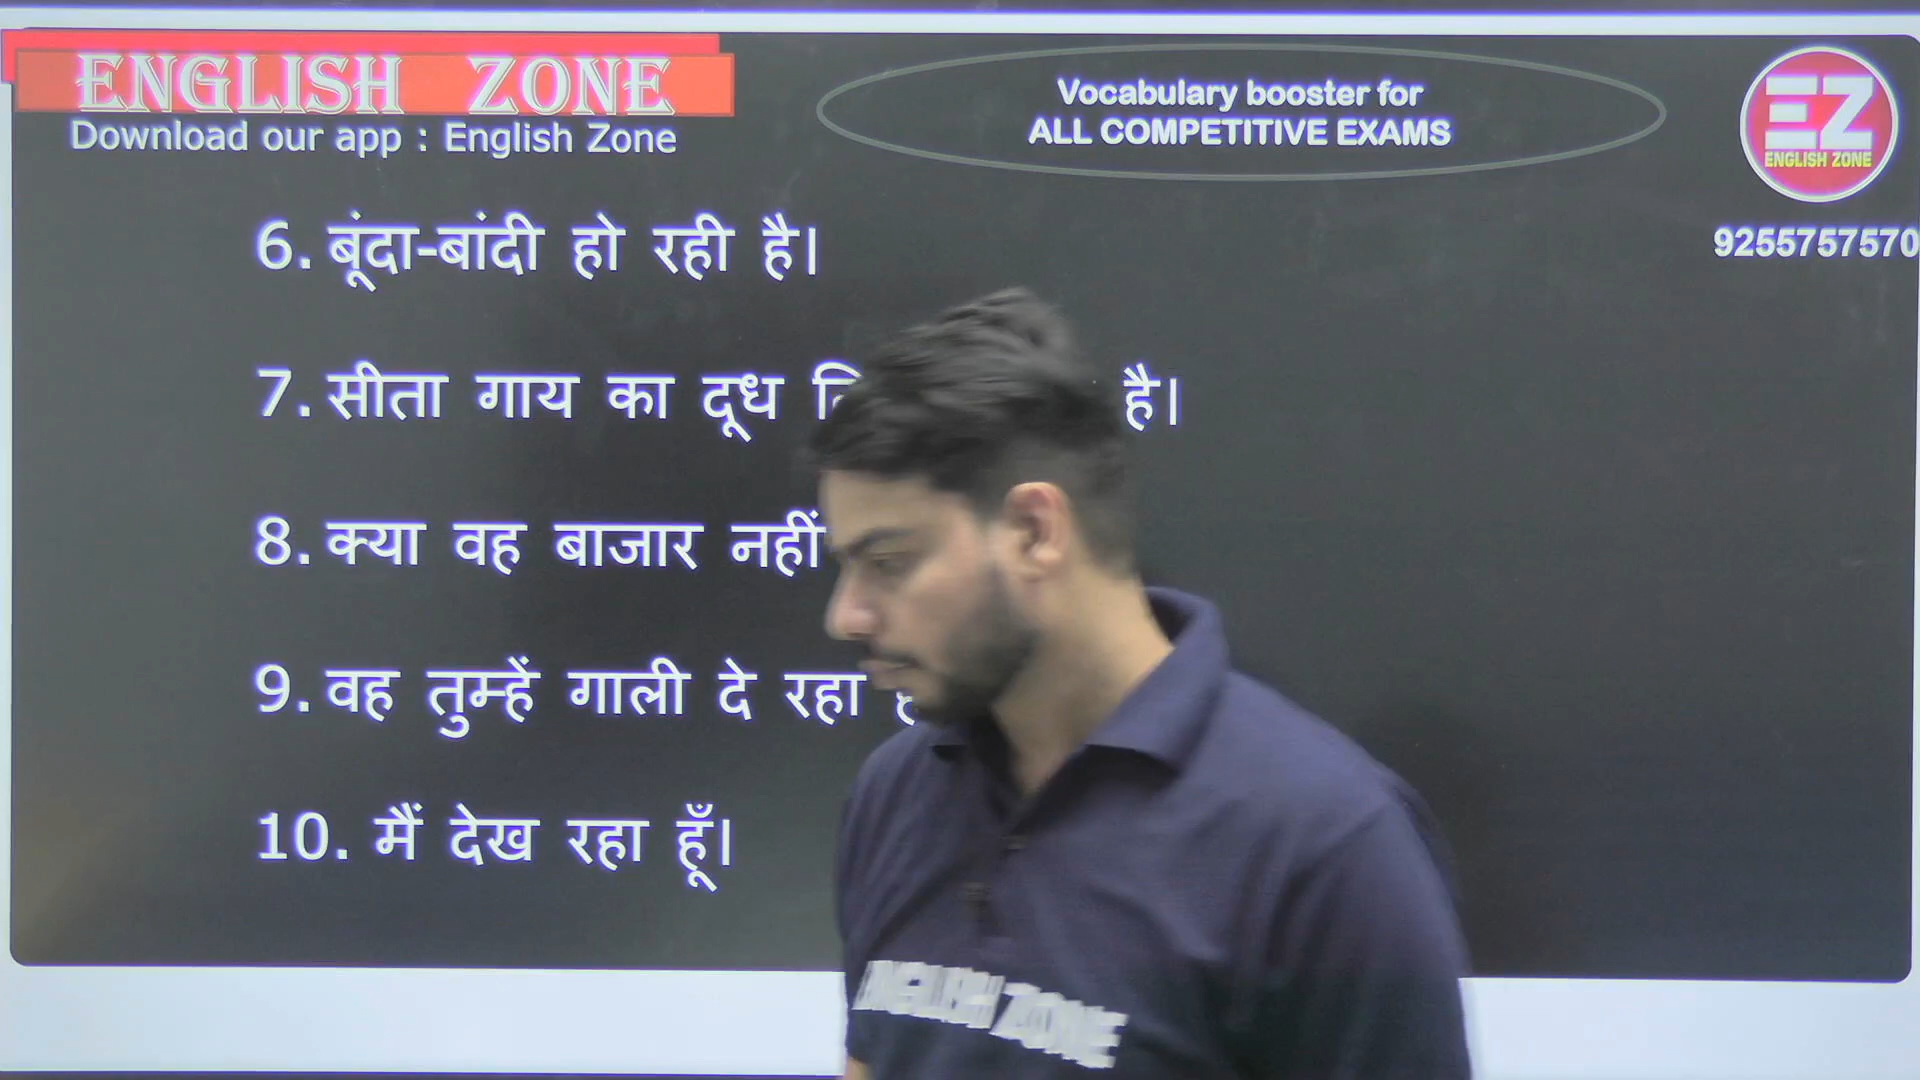 ENGLISH ZONE
Download our app : English Zone
Vocabulary booster for
ALL COMPETITIVE EXAMS
EZ
ENGLISH ZONE
9255757570
6. बूंदा-बांदी हो रही है।
7. सीता गाय का दूध है।
8. क्या वह बाजार नहीं
9. वह तुम्हें गाली दे रहा
10. मैं देख रहा हूँ।
ENGLISH ZONE